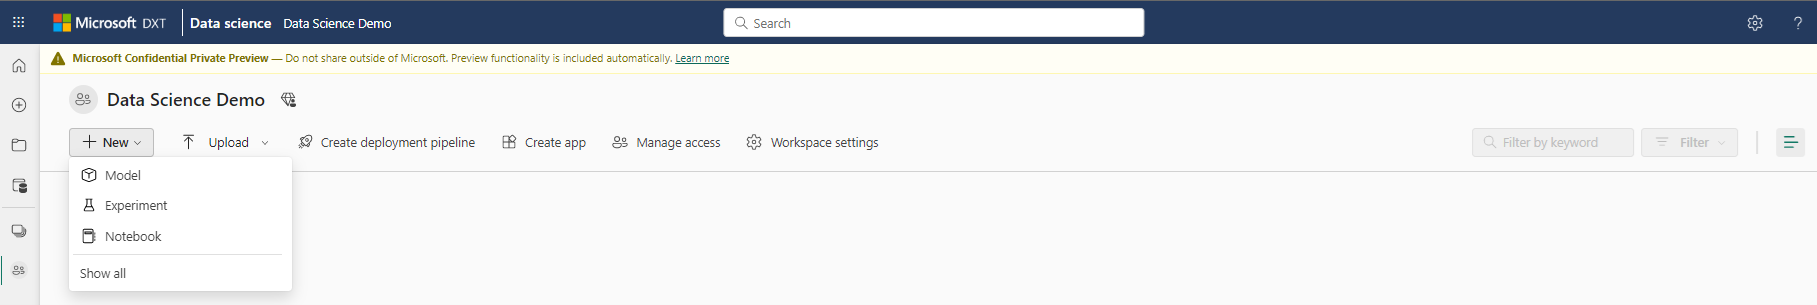 Microsoft DXT Data science Data Science Demo Search ?
Microsoft Confidential Private Preview — Do not share outside of Microsoft. Preview functionality is included automatically. Learn more
Data Science Demo
New Upload Create deployment pipeline Create app Manage access Workspace settings Filter by keyword Filter
Model
Experiment
Notebook
Show all